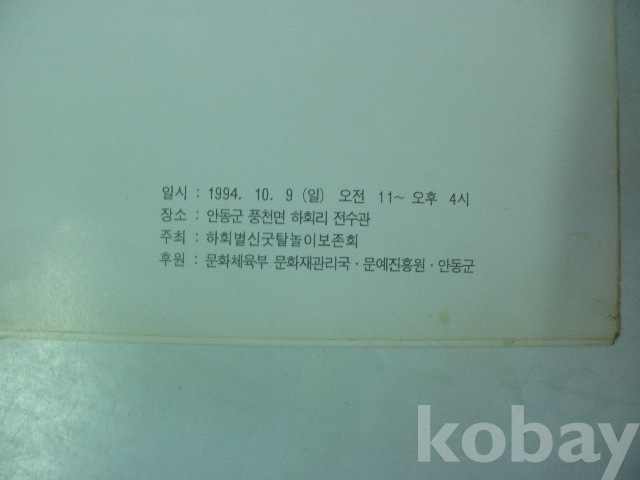 일시 : 1994. 10. 9 (일) 오전 11~ 오후 4시
장소 : 안동군 풍천면 하회리 전수관
주최 : 하회별신굿탈놀이보존회
후원 : 문화체육부 문화재관리국·문예진흥원·안동군
kobay